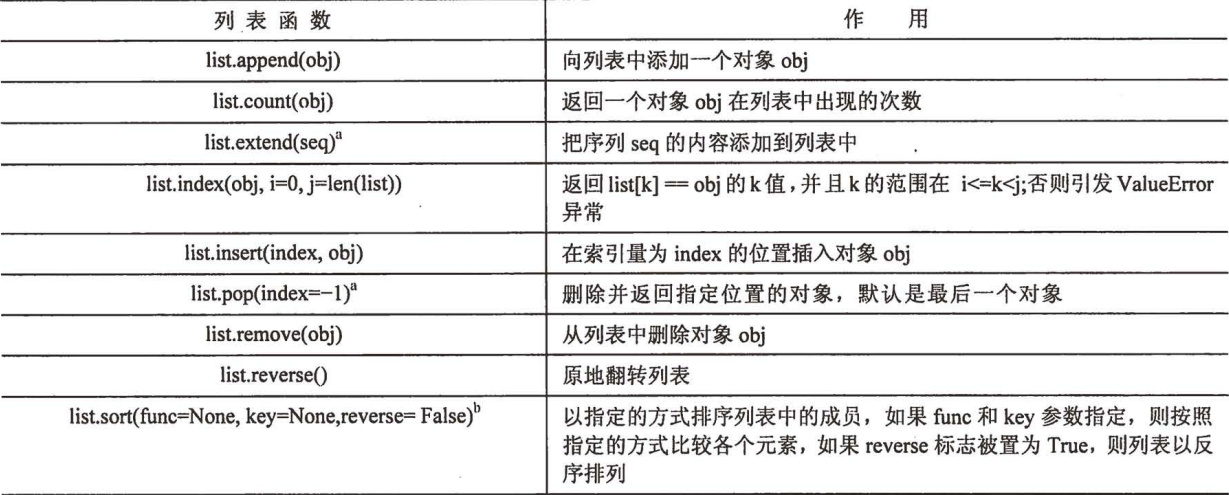 列表函数 作用
list.append(obj) 向列表中添加一个对象 obj
list.count(obj) 返回一个对象 obj 在列表中出现的次数
list.extend(seq)a 把序列 seq 的内容添加到列表中
list.index(obj, i=0, j=len(list)) 返回 list[k] == obj 的 k 值，并且 k 的范围在 i<=k<j;否则引发 ValueError
异常
list.insert(index, obj) 在索引量为 index 的位置插入对象 obj
list.pop(index=−1)a 删除并返回指定位置的对象，默认是最后一个对象
list.remove(obj) 从列表中删除对象 obj
list.reverse() 原地翻转列表
list.sort(func=None, key=None,reverse= False)b 以指定的方式排序列表中的成员，如果 func 和 key 参数指定，则按照
指定的方式比较各个元素，如果 reverse 标志被置为 True，则列表以反
序排列